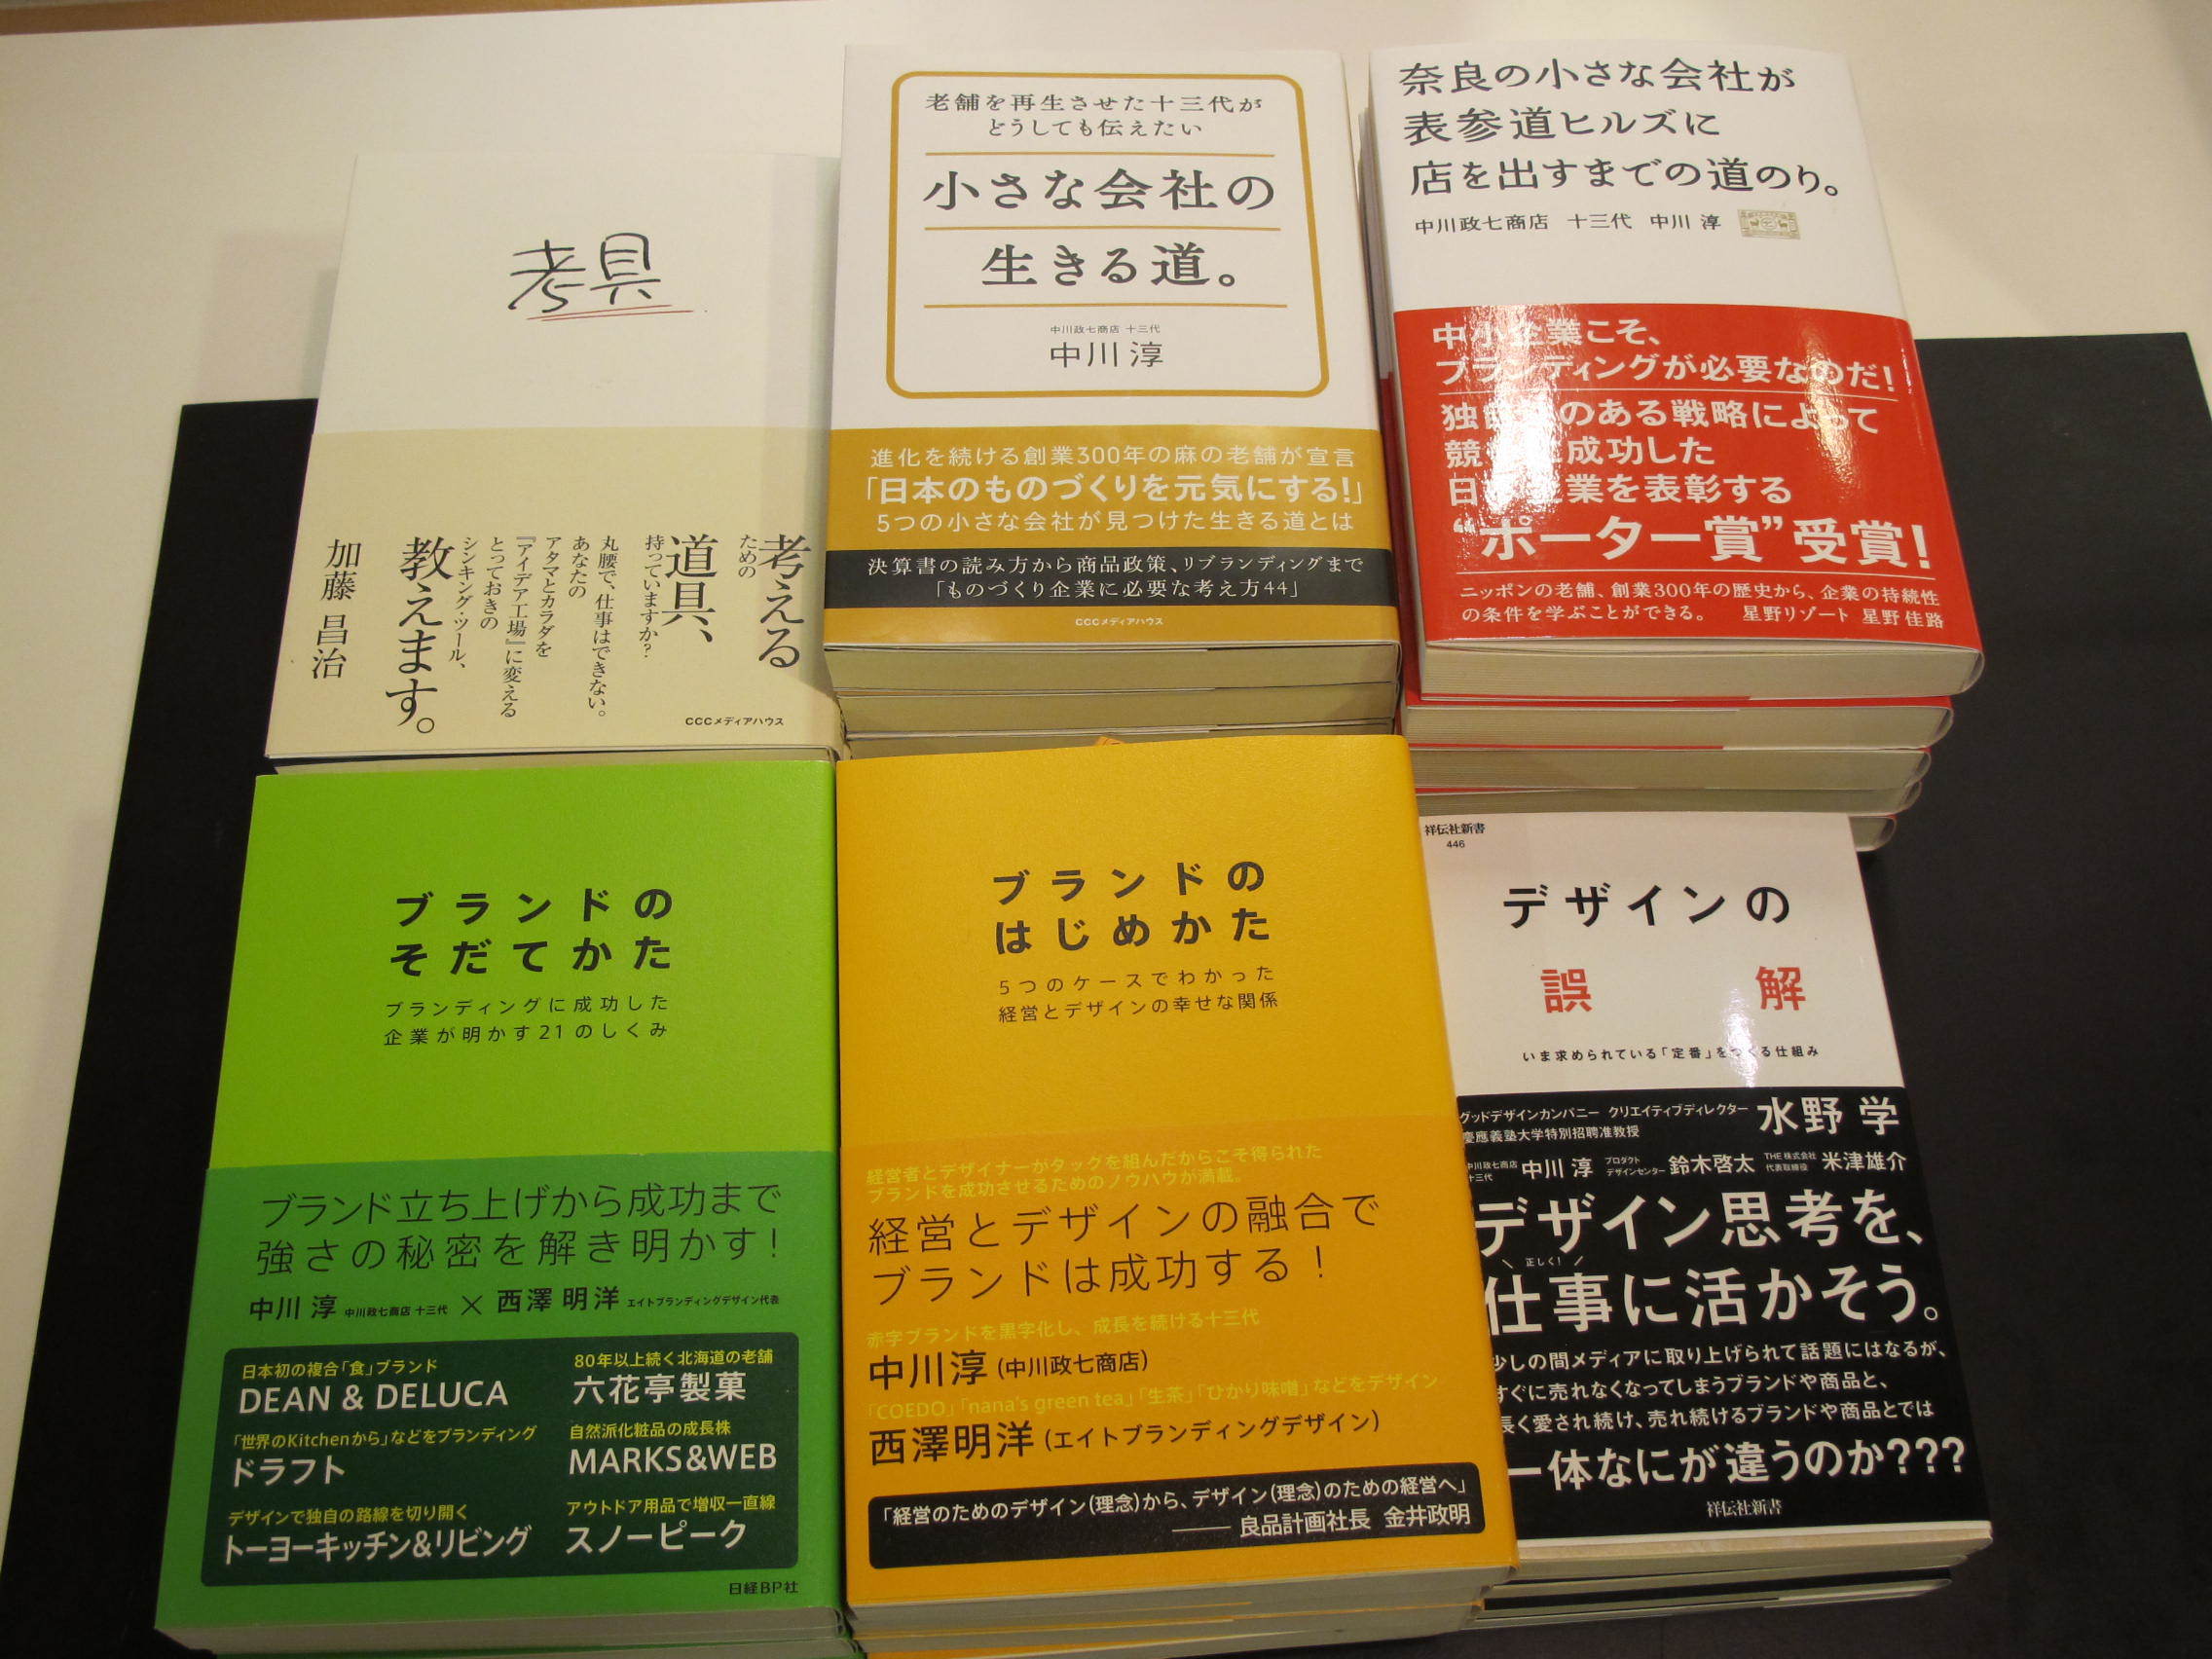 考具
考える
ための
道具、
持っていますか?
丸腰で、仕事はできない。
あなたの
アタマとカラダを
『アイデア工場』に変える
とっておきの
シンキング・ツール、
教えます。
加藤 昌治
CCCメディアハウス
老舗を再生させた十三代が
どうしても伝えたい
小さな会社の
生きる道。
中川政七商店 十三代
中川 淳
進化を続ける創業300年の麻の老舗が宣言
「日本のものづくりを元気にする!」
5つの小さな会社が見つけた生きる道とは
決算書の読み方から商品政策、リブランディングまで
「ものづくり企業に必要な考え方44」
CCCメディアハウス
奈良の小さな会社が
表参道ヒルズに
店を出すまでの道のり。
中川政七商店 十三代 中川 淳
中小企業こそ、
ブランディングが必要なのだ!
のある戦略によって
成功した
企業を表彰する
“ポーター賞”受賞!
ニッポンの老舗、創業300年の歴史から、企業の持続性
の条件を学ぶことができる。 星野リゾート 星野佳路
ブランドの
そだてかた
ブランディングに成功した
企業が明かす21のしくみ
ブランド立ち上げから成功まで
強さの秘密を解き明かす!
中川 淳 中川政七商店 十三代 × 西澤 明洋 エイトブランディングデザイン代表
日本初の複合「食」ブランド
DEAN & DELUCA
「世界のKitchenから」などをブランディング
ドラフト
デザインで独自の路線を切り開く
トーヨーキッチン&リビング
80年以上続く北海道の老舗
六花亭製菓
自然派化粧品の成長株
MARKS&WEB
アウトドア用品で増収一直線
スノーピーク
日経BP社
ブランドの
はじめかた
5つのケースでわかった
経営とデザインの幸せな関係
経営者とデザイナーがタッグを組んだからこそ得られた
ブランドを成功させるためのノウハウが満載。
経営とデザインの融合で
ブランドは成功する!
赤字ブランドを黒字化し、成長を続ける十三代
中川淳(中川政七商店)
「COEDO」「nana's green tea」「生茶」「ひかり味噌」などをデザイン
西澤明洋(エイトブランディングデザイン)
「経営のためのデザイン(理念)から、デザイン(理念)のための経営へ」
――良品計画社長 金井政明
祥伝社新書
446
デザインの
誤 解
いま求められている「定番」をつくる仕組み
グッドデザインカンパニー クリエイティブディレクター 水野 学
慶應義塾大学特別招聘准教授
中川政七商店 十三代 中川 淳 プロダクトデザインセンター 鈴木啓太 THE 株式会社 代表取締役 米津雄介
デザイン思考を、
正しく!
仕事に活かそう。
少しの間メディアに取り上げられて話題にはなるが、
すぐに売れなくなってしまうブランドや商品と、
長く愛され続け、売れ続けるブランドや商品とでは
一体なにが違うのか???
祥伝社新書